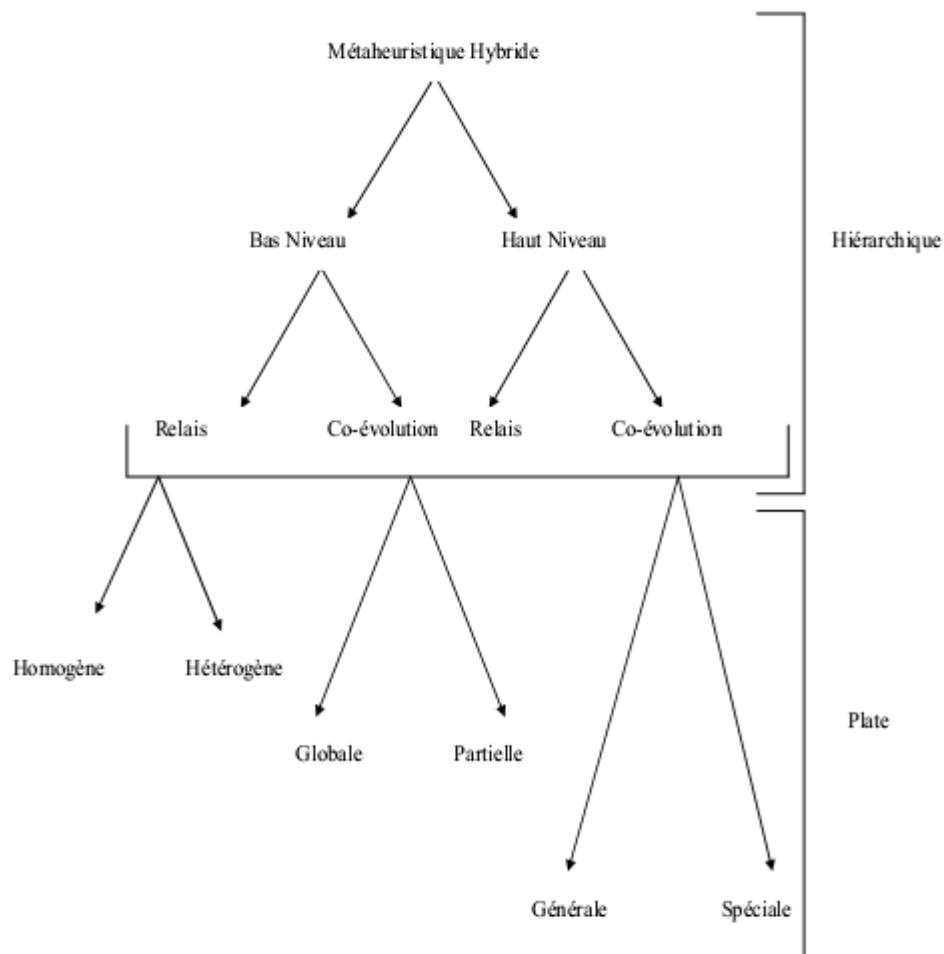 Métaheuristique Hybride
Bas Niveau
Haut Niveau
Hiérarchique
Relais
Co-évolution
Relais
Co-évolution
Homogène
Hétérogène
Plate
Globale
Partielle
Générale
Spéciale